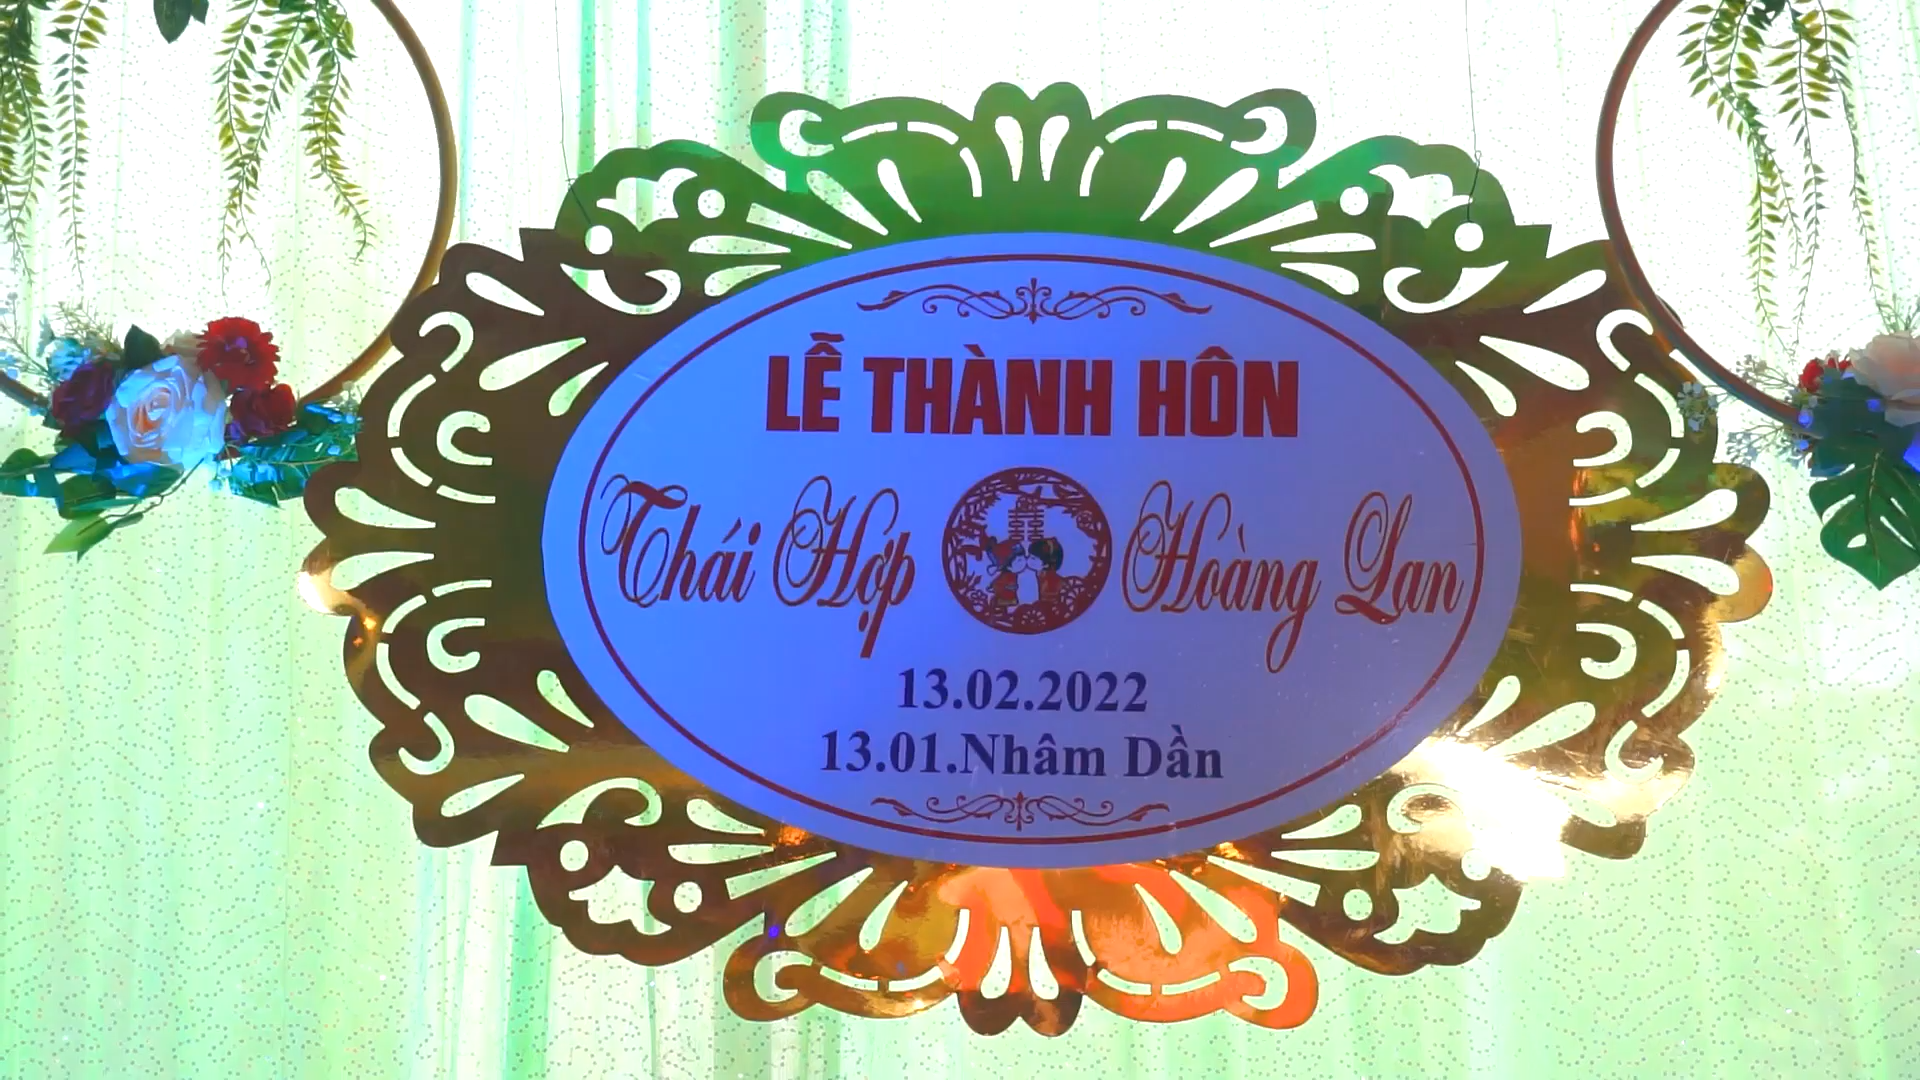 LỄ THÀNH HÔN
Thái Hợp Hoàng Lan
13.02.2022
13.01.Nhâm Dần